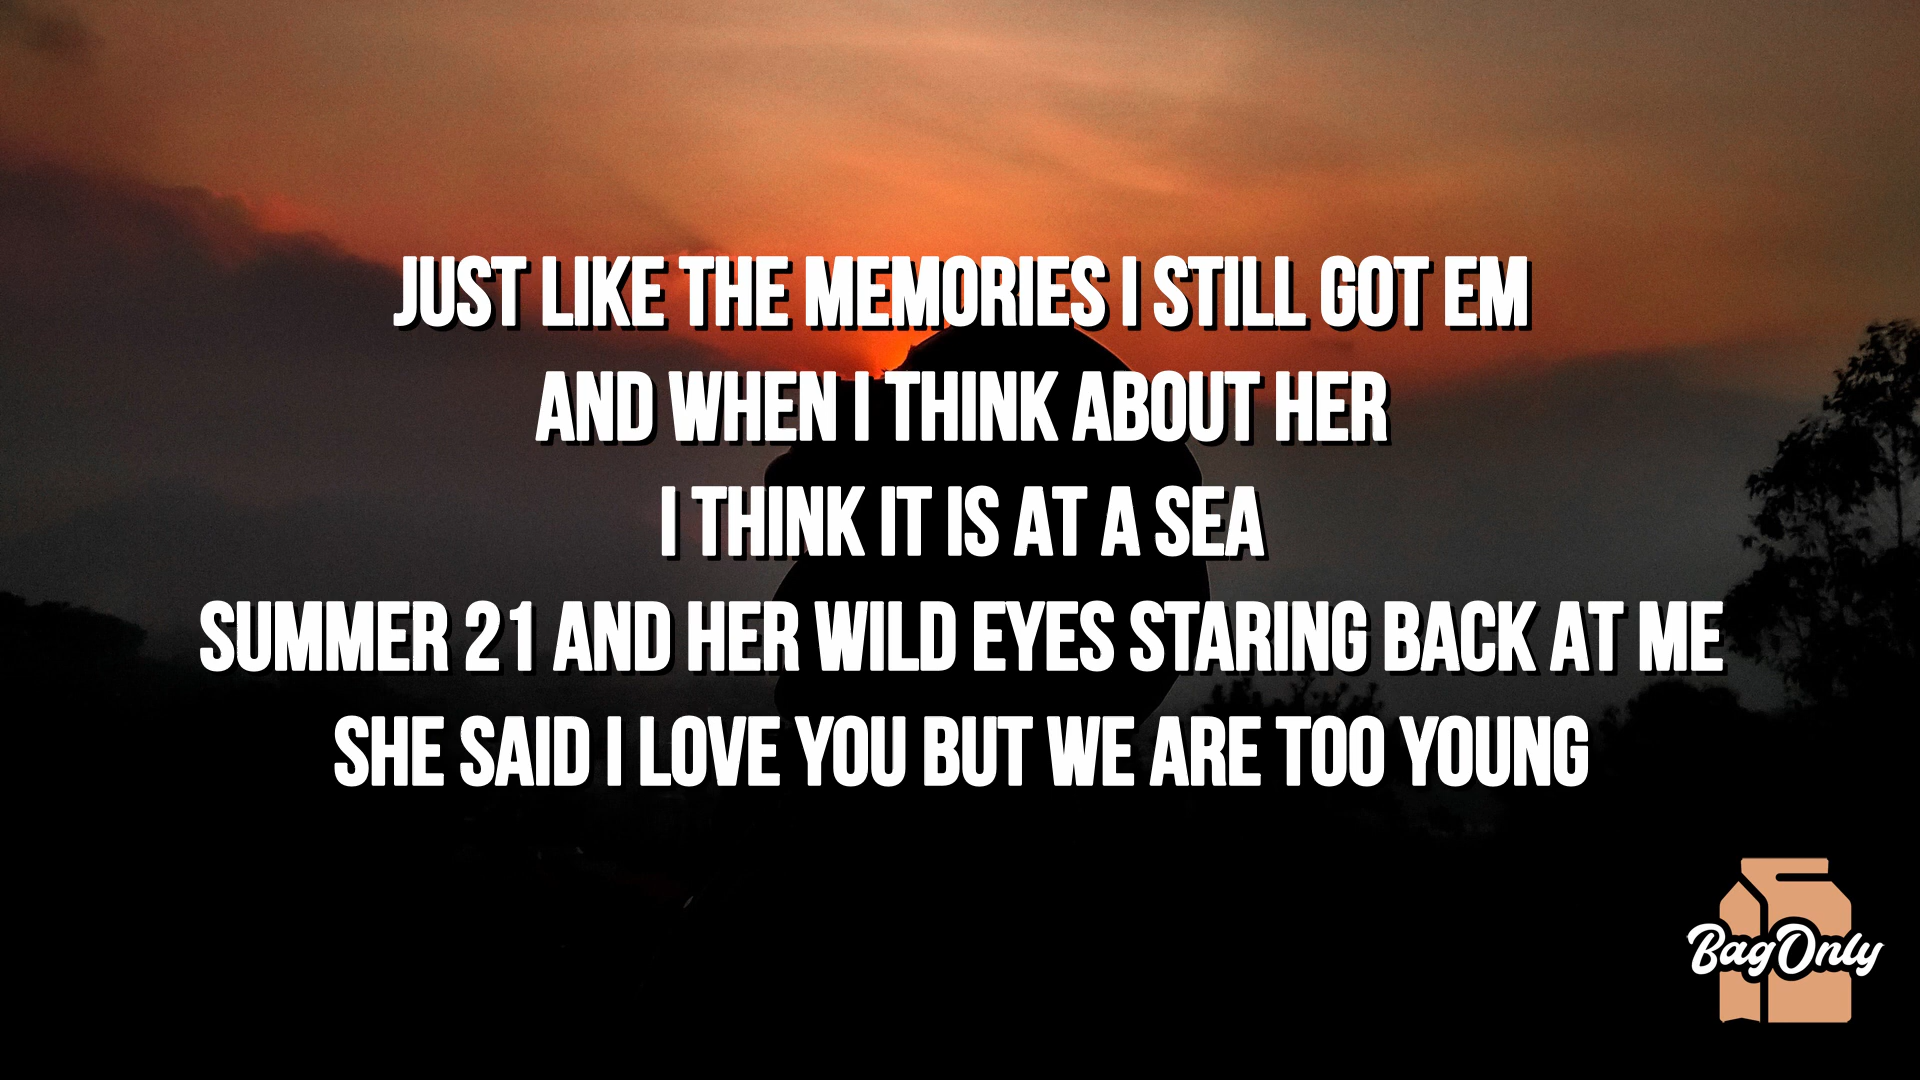 JUST LIKE THE MEMORIES I STILL GOT EM
AND WHEN I THINK ABOUT HER
I THINK IT IS AT A SEA
SUMMER 21 AND HER WILD EYES STARING BACK AT ME
SHE SAID I LOVE YOU BUT WE ARE TOO YOUNG
BagOnly